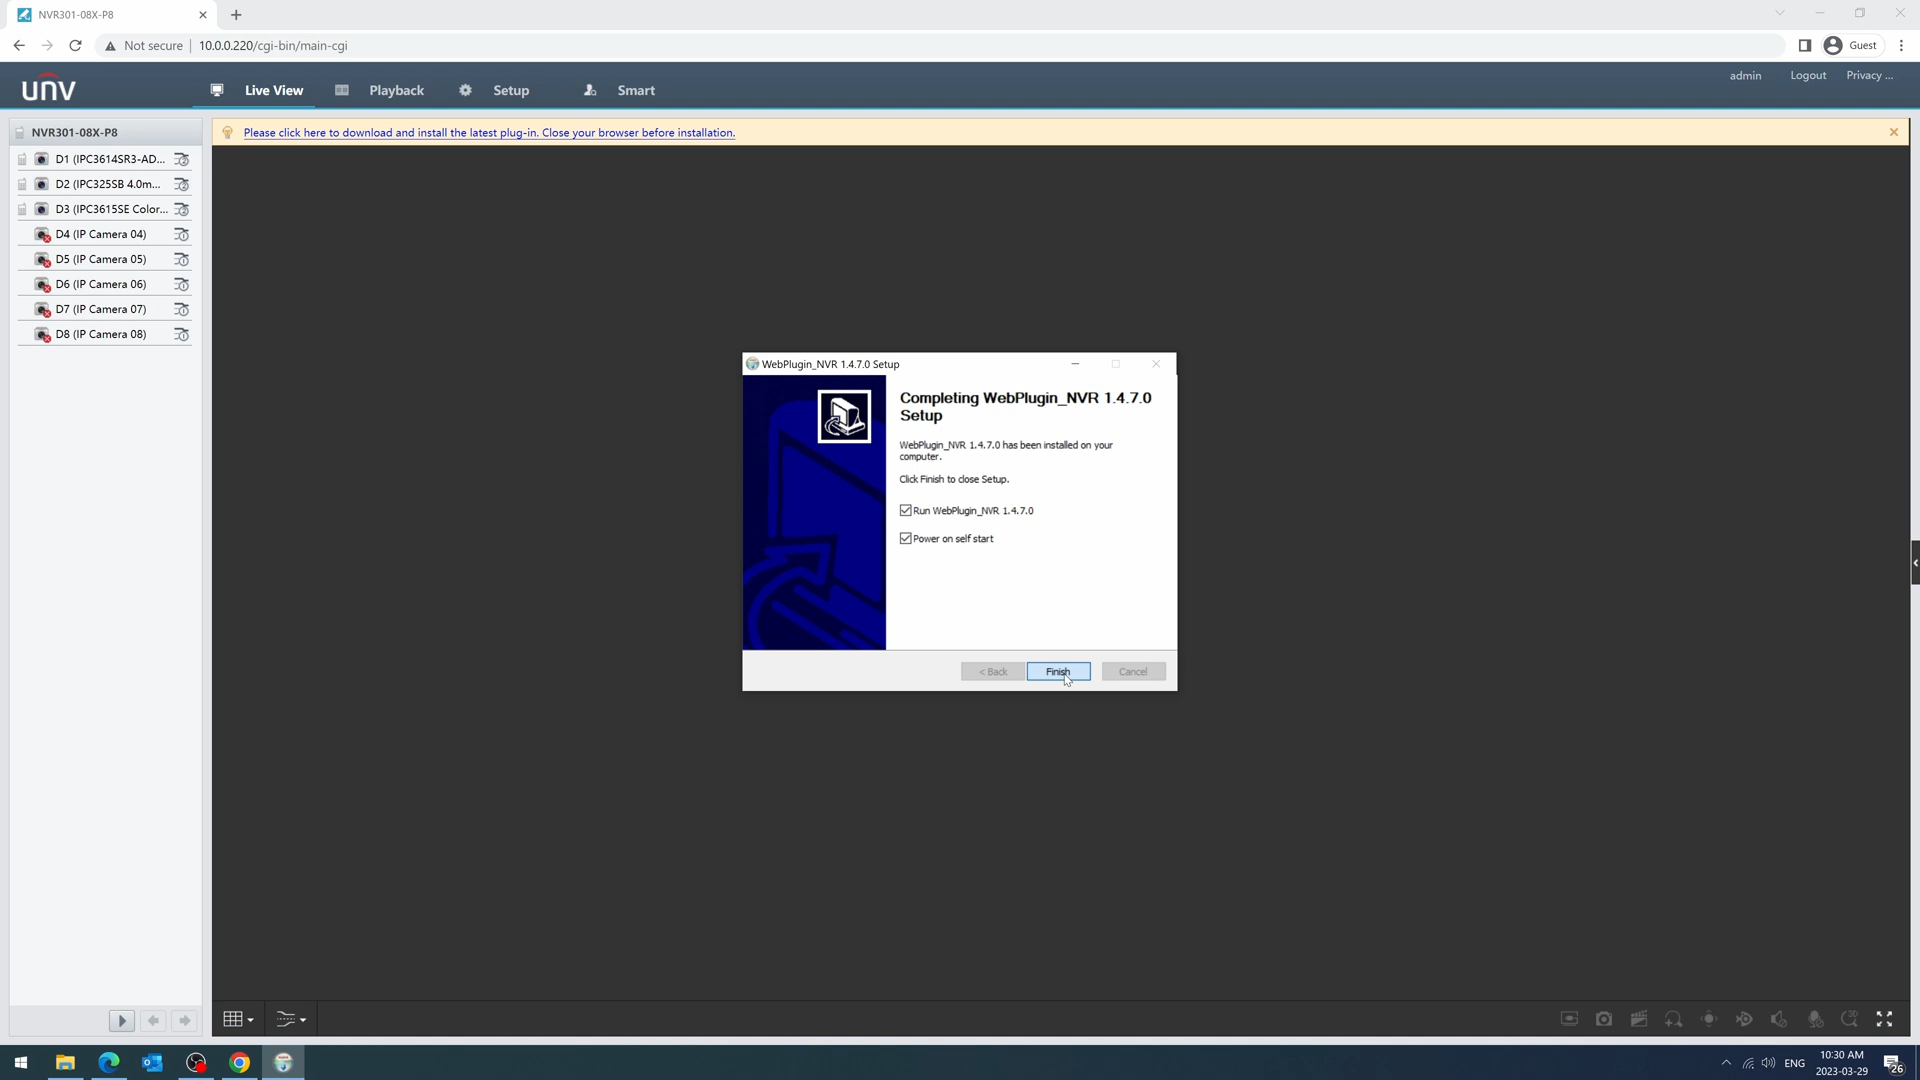 NVR301-08X-P8
Not secure
10.0.0.220/cgi-bin/main-cgi
Guest
unv
Live View
Playback
Setup
Smart
admin
Logout
Privacy ...
NVR301-08X-P8
Please click here to download and install the latest plug-in. Close your browser before installation.
D1 (IPC3614SR3-AD...
D2 (IPC325SB 4.0m...
D3 (IPC3615SE Color...
D4 (IP Camera 04)
D5 (IP Camera 05)
D6 (IP Camera 06)
D7 (IP Camera 07)
D8 (IP Camera 08)
WebPlugin_NVR 1.4.7.0 Setup
Completing WebPlugin_NVR 1.4.7.0
Setup
WebPlugin_NVR 1.4.7.0 has been installed on your
computer.
Click Finish to close Setup.
Run WebPlugin_NVR 1.4.7.0
Power on self start
< Back
Finish
Cancel
3D
ENG
10:30 AM
2023-03-29
26